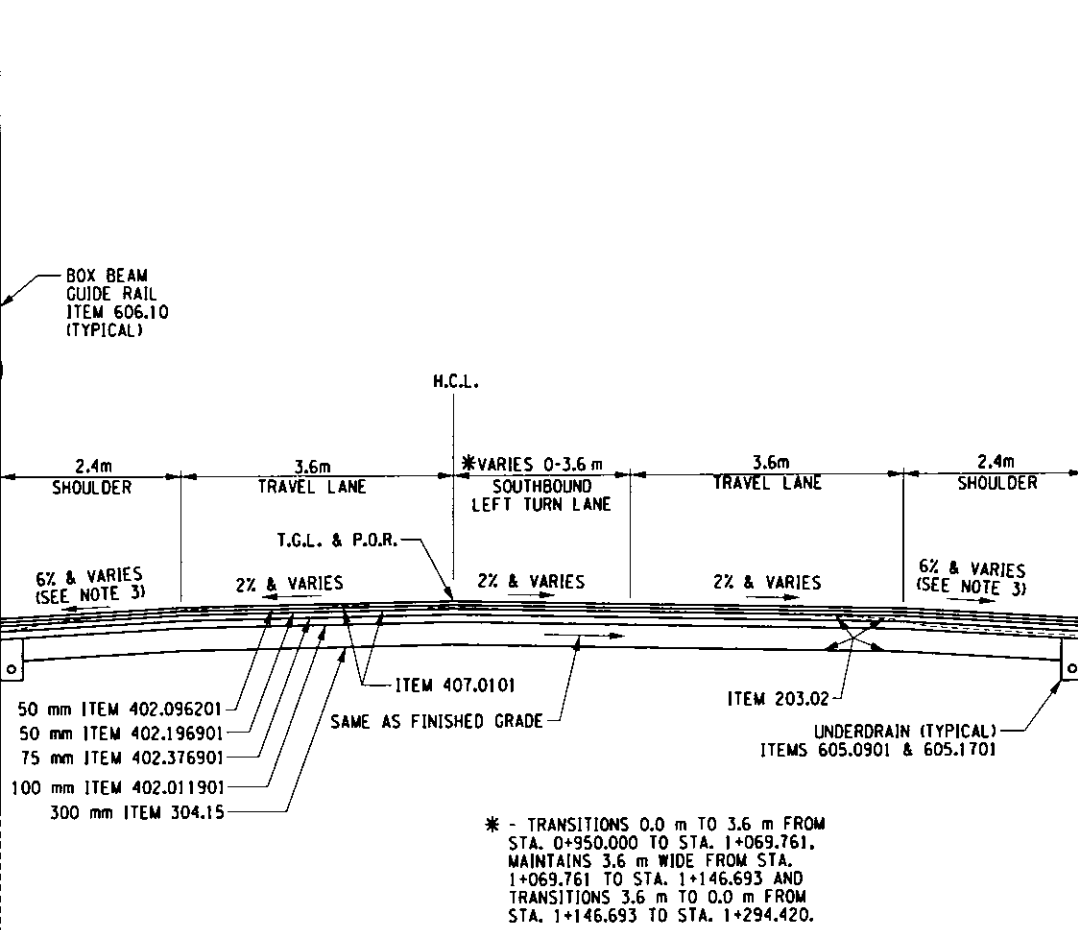 BOX BEAM
GUIDE RAIL
ITEM 606.10
(TYPICAL)
H.C.L.
2.4m
SHOULDER
3.6m
TRAVEL LANE
*VARIES 0-3.6 m
SOUTHBOUND
LEFT TURN LANE
3.6m
TRAVEL LANE
2.4m
SHOULDER
T.G.L. & P.O.R.
6% & VARIES
(SEE NOTE 3)
2% & VARIES
2% & VARIES
2% & VARIES
6% & VARIES
(SEE NOTE 3)
ITEM 407.0101
SAME AS FINISHED GRADE
ITEM 203.02
UNDERDRAIN (TYPICAL)
ITEMS 605.0901 & 605.1701
50 mm ITEM 402.096201
50 mm ITEM 402.196901
75 mm ITEM 402.376901
100 mm ITEM 402.011901
300 mm ITEM 304.15
* - TRANSITIONS 0.0 m TO 3.6 m FROM
STA. 0+950.000 TO STA. 1+069.761,
MAINTAINS 3.6 m WIDE FROM STA.
1+069.761 TO STA. 1+146.693 AND
TRANSITIONS 3.6 m TO 0.0 m FROM
STA. 1+146.693 TO STA. 1+294.420.